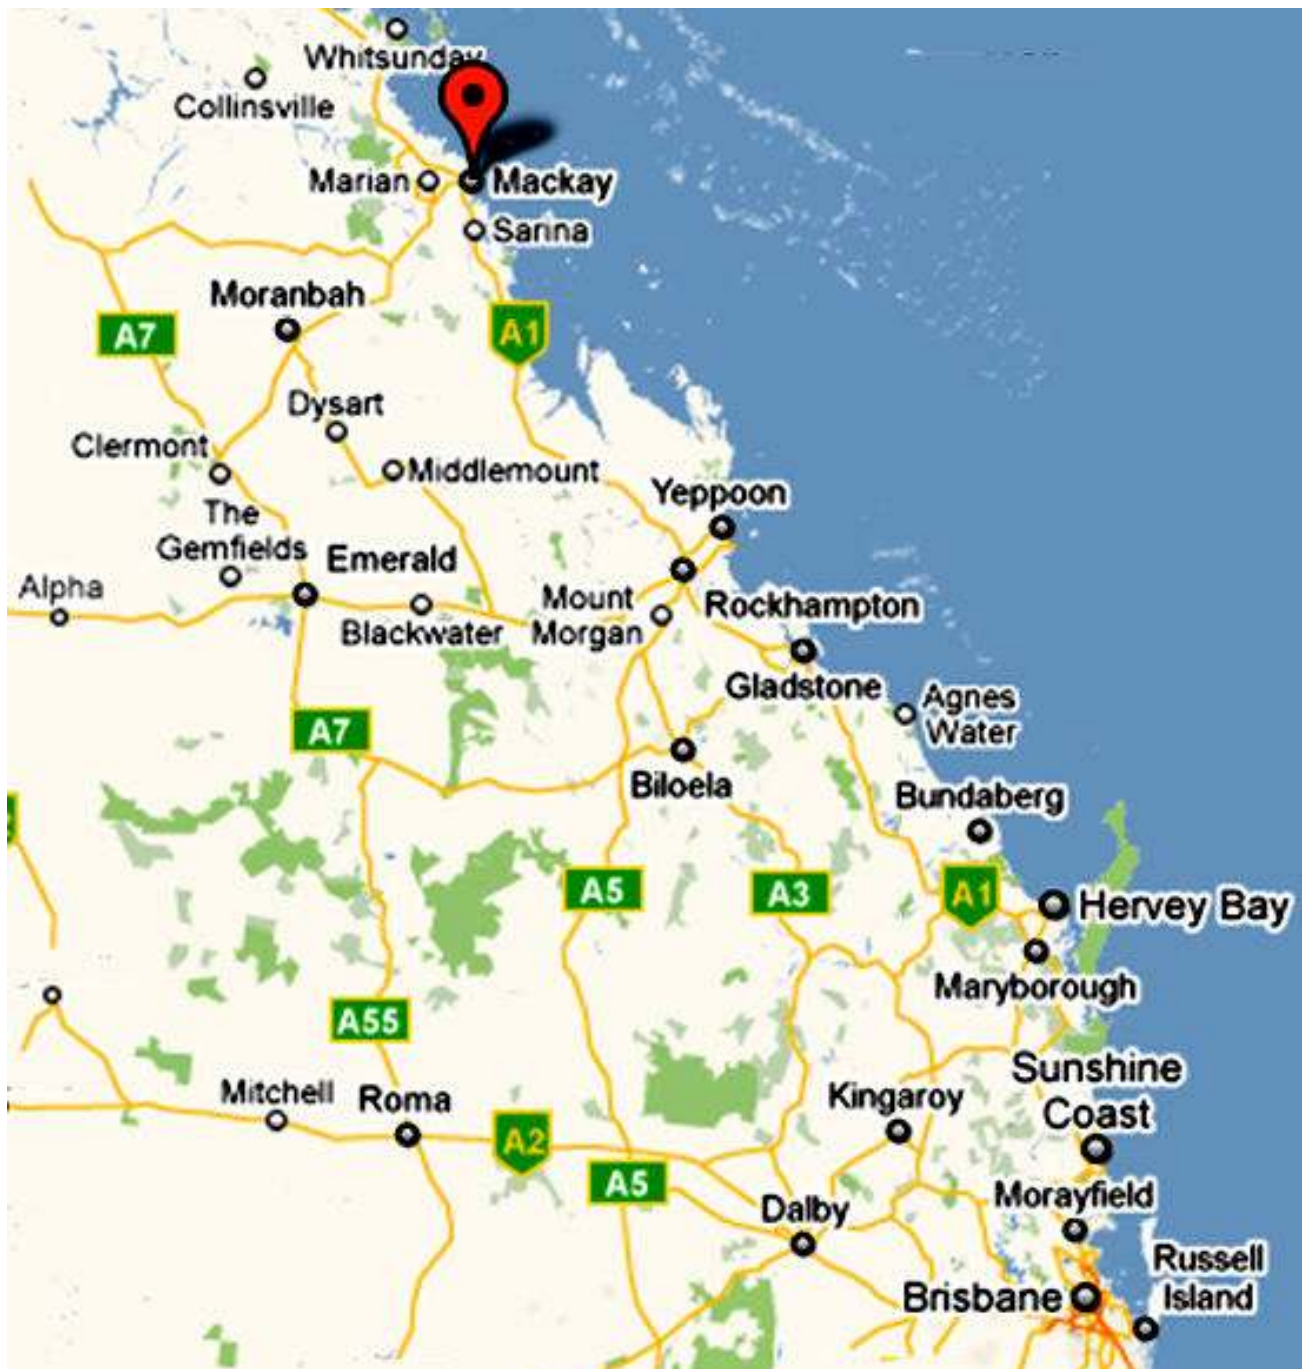 Whitsunday
Collinsville
Marian
Mackay
Sarina
Moranbah
A7
A1
Dysart
Clermont
Middlemount
The
Gemfields
Yeppoon
Emerald
Alpha
Blackwater
Mount
Morgan
Rockhampton
Gladstone
Agnes
Water
A7
Biloela
Bundaberg
A5
A3
A1
Hervey Bay
Maryborough
A55
Sunshine
Coast
Mitchell
Roma
Kingaroy
A2
A5
Morayfield
Dalby
Russell
Island
Brisbane